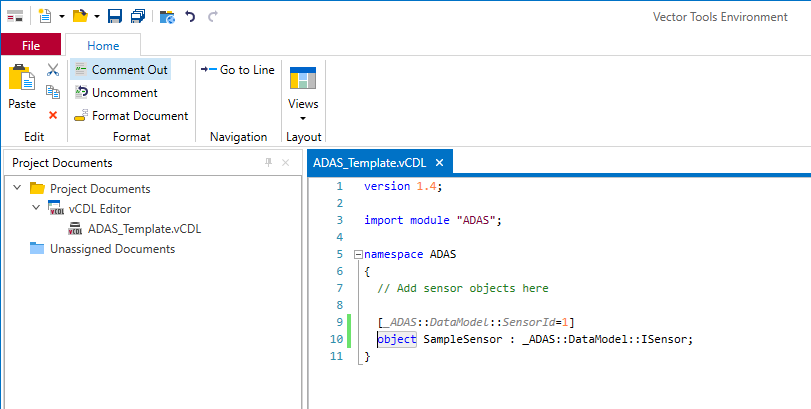 Vector Tools Environment
File
Home
Paste
Comment Out
Uncomment
Format Document
Go to Line
Views
Edit
Format
Navigation
Layout
Project Documents
Project Documents
vCDL Editor
ADAS_Template.vCDL
Unassigned Documents
ADAS_Template.vCDL
1 version 1.4;
2
3 import module "ADAS";
4
5 namespace ADAS
6 {
7 // Add sensor objects here
8
9 [_ADAS::DataModel::SensorId=1]
10 object SampleSensor : _ADAS::DataModel::ISensor;
11 }